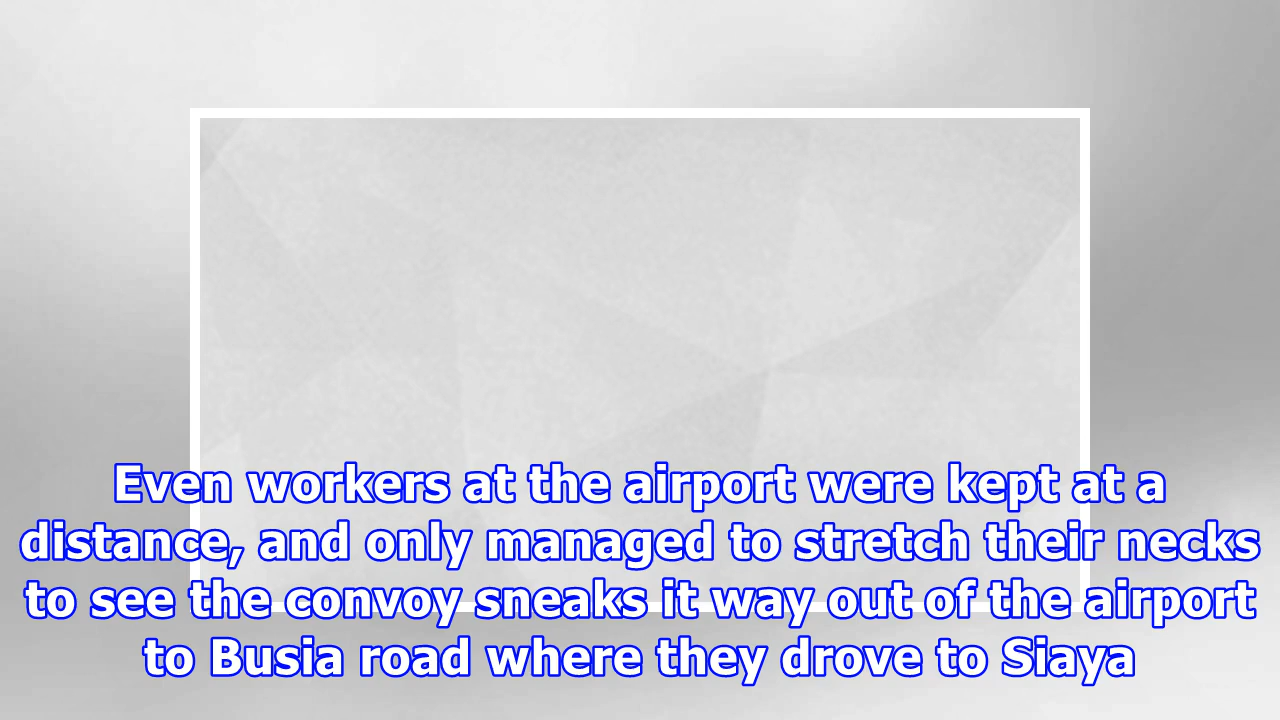 Even workers at the airport were kept at a
distance, and only managed to stretch their necks
to see the convoy sneaks it way out of the airport
to Busia road where they drove to Siaya